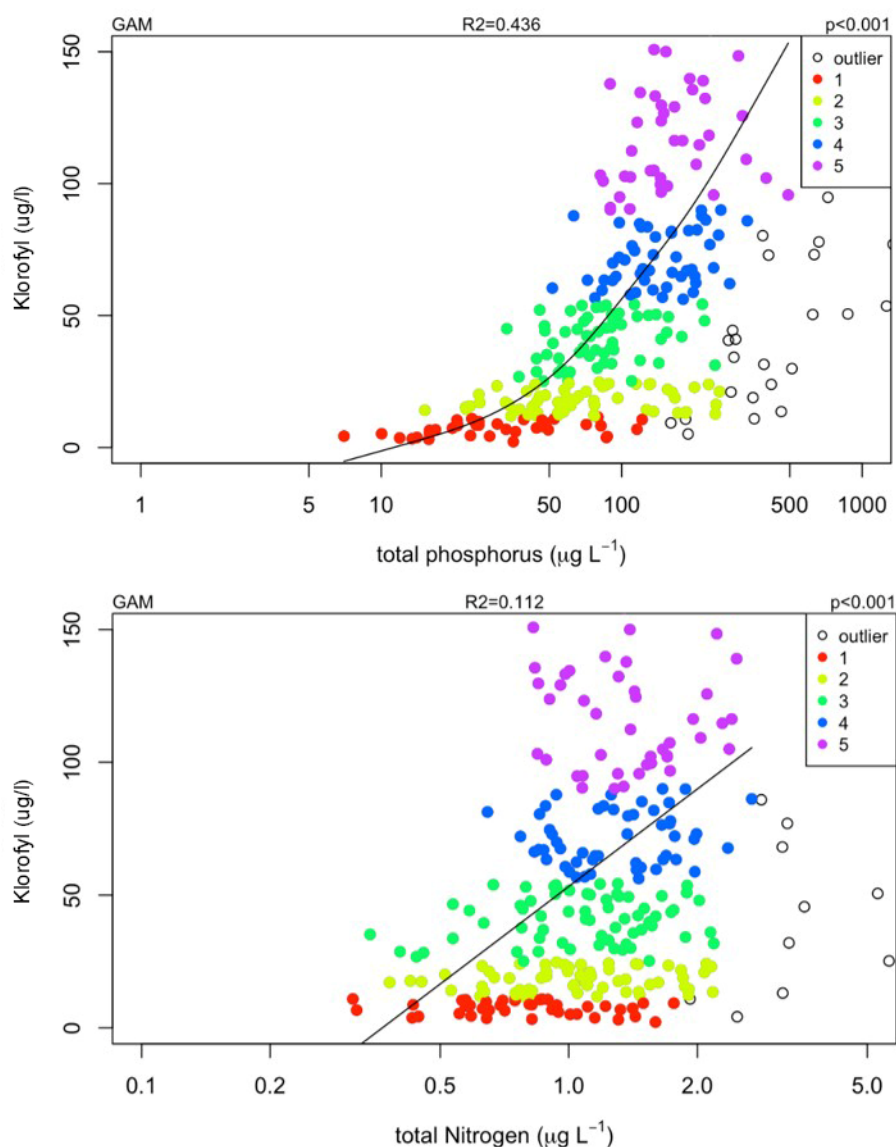 GAM R2=0.436 p<0.001
150
100
50
0
Klorofyl (ug/l)
outlier
1
2
3
4
5
1 5 10 50 100 500 1000
total phosphorus (μg L⁻¹)
GAM R2=0.112 p<0.001
150
100
50
0
Klorofyl (ug/l)
outlier
1
2
3
4
5
0.1 0.2 0.5 1.0 2.0 5.0
total Nitrogen (μg L⁻¹)